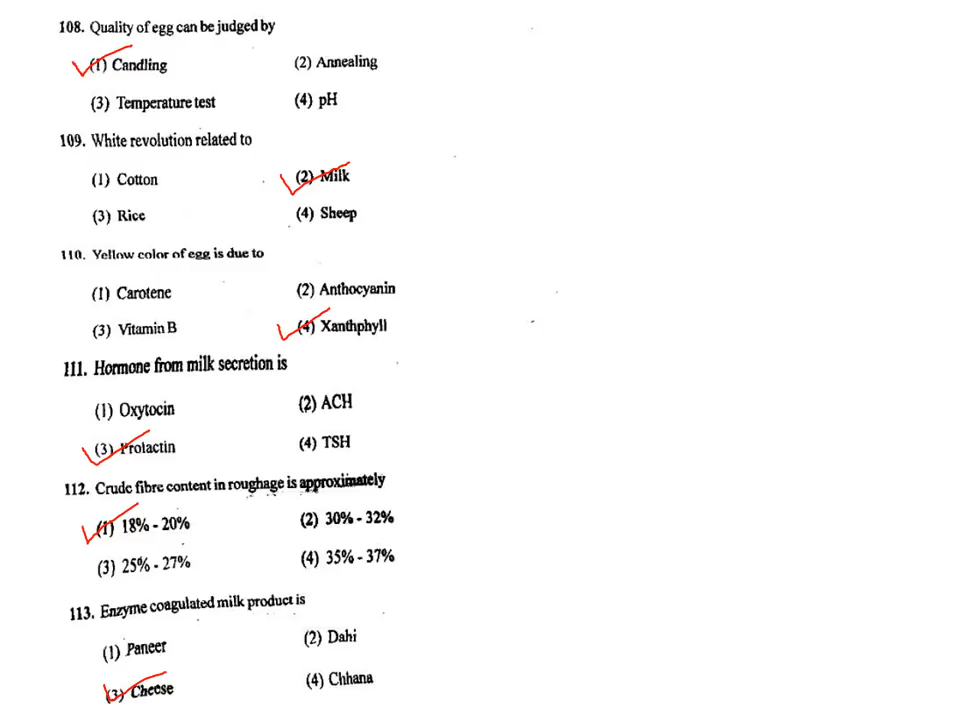 108. Quality of egg can be judged by
(1) Candling (2) Annealing
(3) Temperature test (4) pH
109. White revolution related to
(1) Cotton (2) Milk
(3) Rice (4) Sheep
110. Yellow color of egg is due to
(1) Carotene (2) Anthocyanin
(3) Vitamin B (4) Xanthphyll
111. Hormone from milk secretion is
(1) Oxytocin (2) ACH
(3) Prolactin (4) TSH
112. Crude fibre content in roughage is approximately
(1) 18% - 20% (2) 30% - 32%
(3) 25% - 27% (4) 35% - 37%
113. Enzyme coagulated milk product is
(1) Paneer (2) Dahi
(3) Cheese (4) Chhana